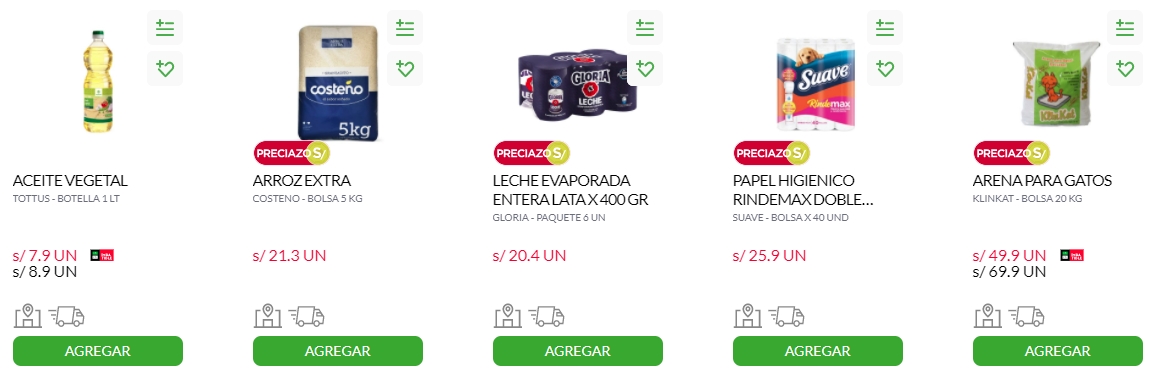 costeño
5kg
PRECIAZO S/
GLORIA
LECHE
PRECIAZO S/
Suave
Rindemax
PRECIAZO S/
KlinKat
PRECIAZO S/
ACEITE VEGETAL
TOTTUS - BOTELLA 1 LT
s/ 7.9 UN
s/ 8.9 UN
AGREGAR
ARROZ EXTRA
COSTENO - BOLSA 5 KG
s/ 21.3 UN
AGREGAR
LECHE EVAPORADA
ENTERA LATA X 400 GR
GLORIA - PAQUETE 6 UN
s/ 20.4 UN
AGREGAR
PAPEL HIGIENICO
RINDEMAX DOBLE...
SUAVE - BOLSA X 40 UND
s/ 25.9 UN
AGREGAR
ARENA PARA GATOS
KLINKAT - BOLSA 20 KG
s/ 49.9 UN
s/ 69.9 UN
AGREGAR